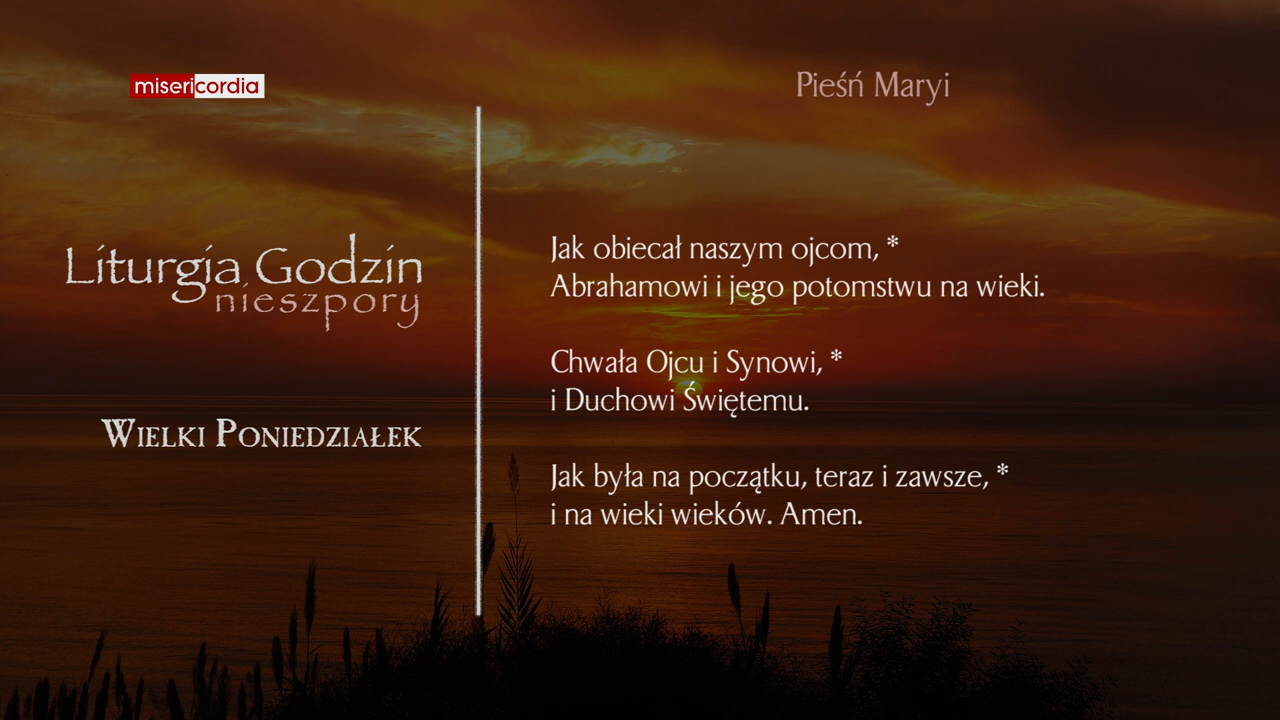 misericordia
Liturgia Godzin
nieszpory
Wielki Poniedziałek
Pieśń Maryi
Jak obiecał naszym ojcom, *
Abrahamowi i jego potomstwu na wieki.
Chwała Ojcu i Synowi, *
i Duchowi Świętemu.
Jak była na początku, teraz i zawsze, *
i na wieki wieków. Amen.